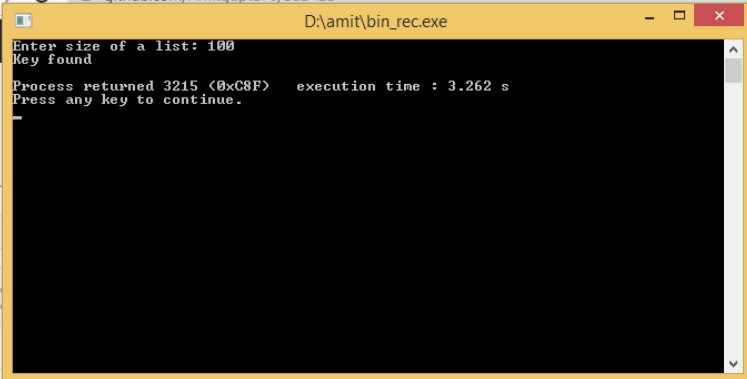 D:\amit\bin_rec.exe
Enter size of a list: 100
Key found
Process returned 3215 (0xC8F)   execution time : 3.262 s
Press any key to continue.